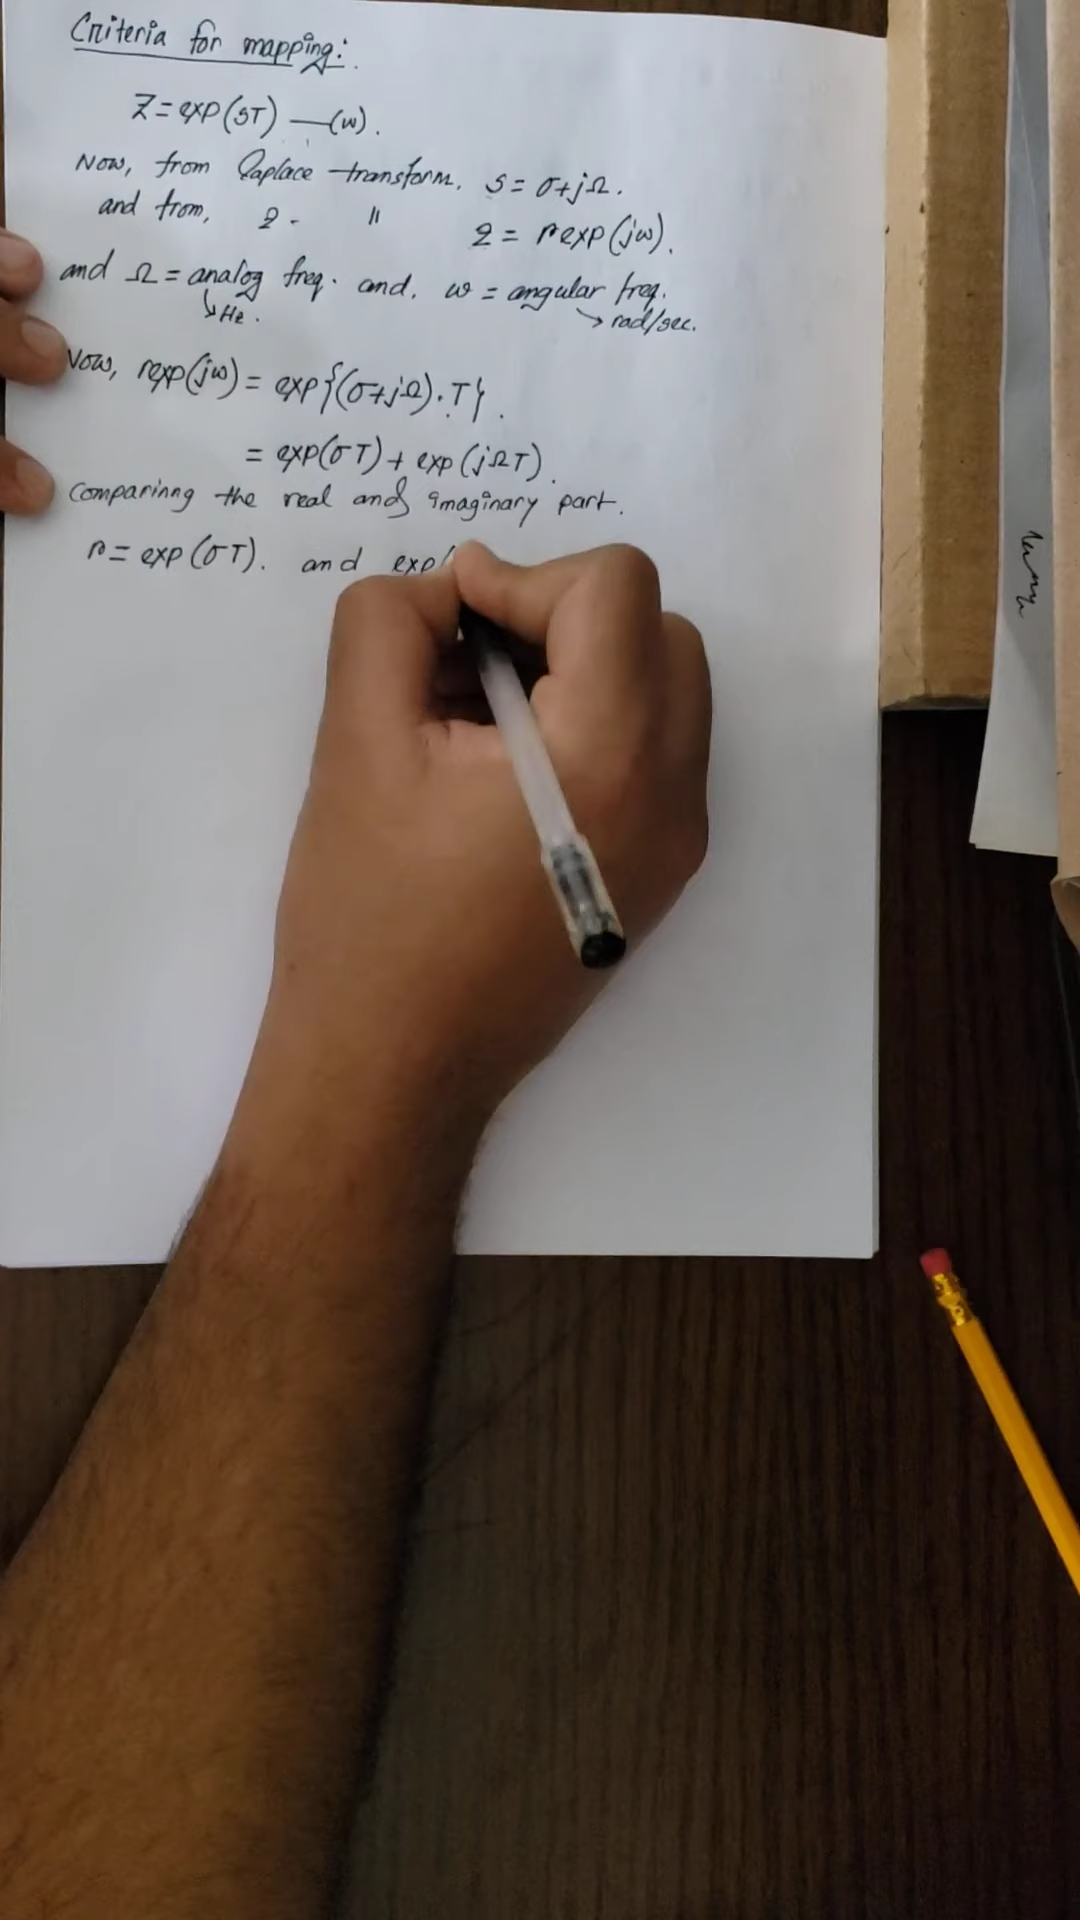 Criteria for mapping:
Z = exp(ST) —(w).
Now, from Laplace transform, S = σ+jΩ.
and from, z - " z = r exp(jω).
and Ω = analog freq. and, ω = angular freq.
↳ Hz. → rad/sec.
Now, rexp(jω) = exp{(σ+jΩ).T}.
= exp(σT) + exp(jΩT).
Comparinng the real and imaginary part.
r = exp(σT). and exp(